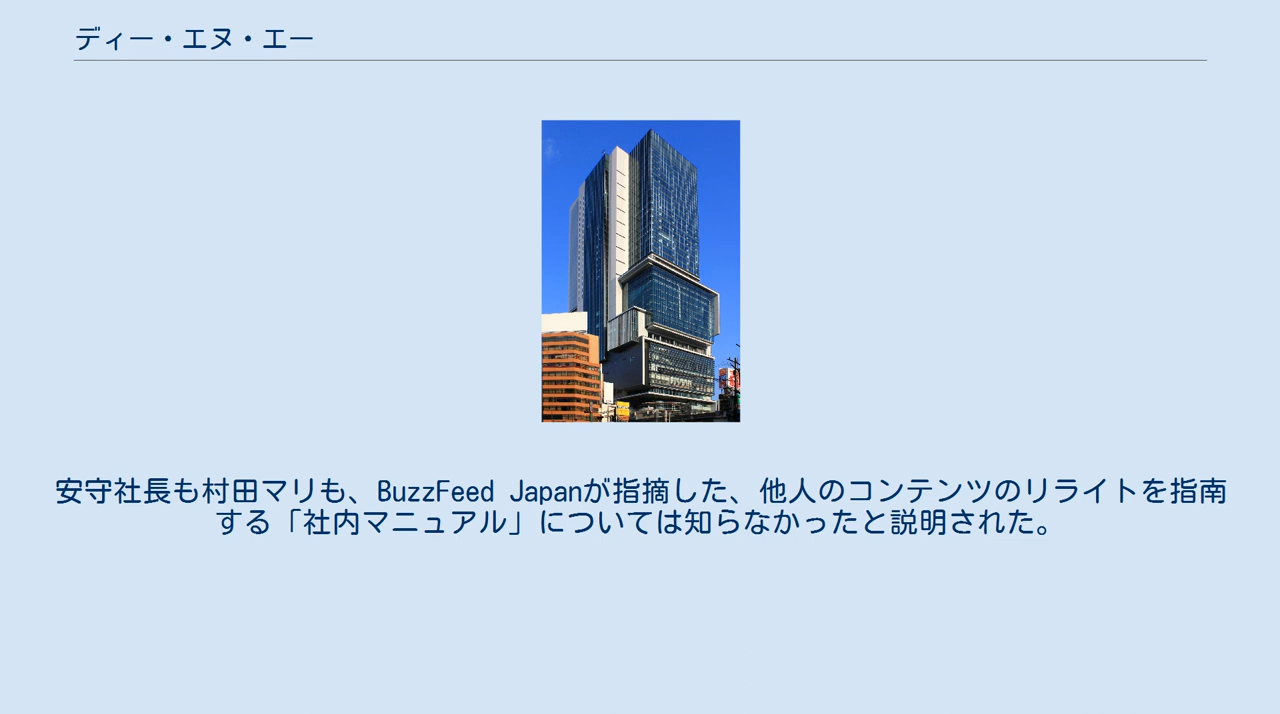 ディー・エヌ・エー
安守社長も村田マリも、BuzzFeed Japanが指摘した、他人のコンテンツのリライトを指南
する「社内マニュアル」については知らなかったと説明された。